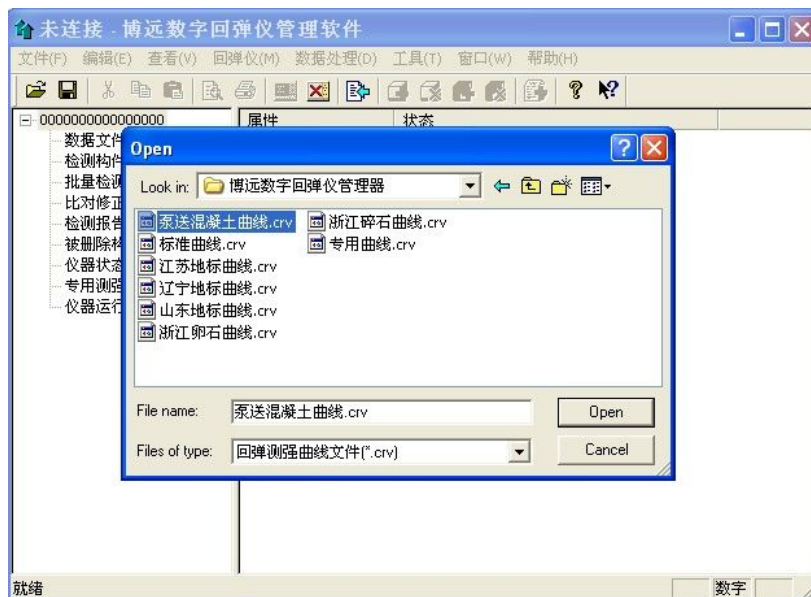 未连接 - 博远数字回弹仪管理软件
文件(F) 编辑(E) 查看(V) 回弹仪(M) 数据处理(D) 工具(T) 窗口(W) 帮助(H)
0000000000000000
属性 状态
数据文件
检测构件
批量检测
比对修正
检测报告
被删除构
仪器状态
专用测强
仪器运行
Open
Look in: 博远数字回弹仪管理器
泵送混凝土曲线.crv 浙江碎石曲线.crv
标准曲线.crv 专用曲线.crv
江苏地标曲线.crv
辽宁地标曲线.crv
山东地标曲线.crv
浙江卵石曲线.crv
File name: 泵送混凝土曲线.crv Open
Files of type: 回弹测强曲线文件(*.crv) Cancel
就绪 数字